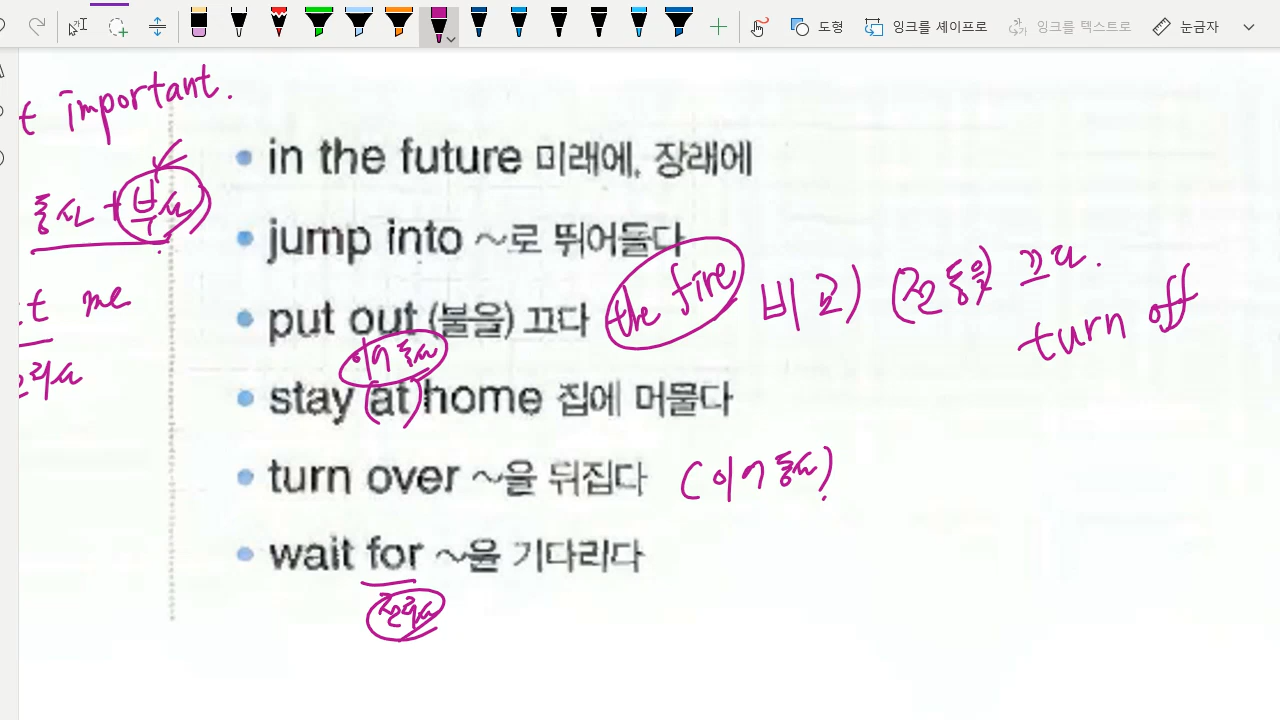 도형 잉크를 셰이프로 잉크를 텍스트로 눈금자
t important.
동사 + 부사)
t me
전치사
• in the future 미래에, 장래에
• jump into ~로 뛰어들다
• put out (불을) 끄다 the fire 비교) (전등을) 끄다.
turn off
이어동사
• stay (at) home 집에 머물다
• turn over ~을 뒤집다 (이어동사)
• wait for ~을 기다리다
전치사